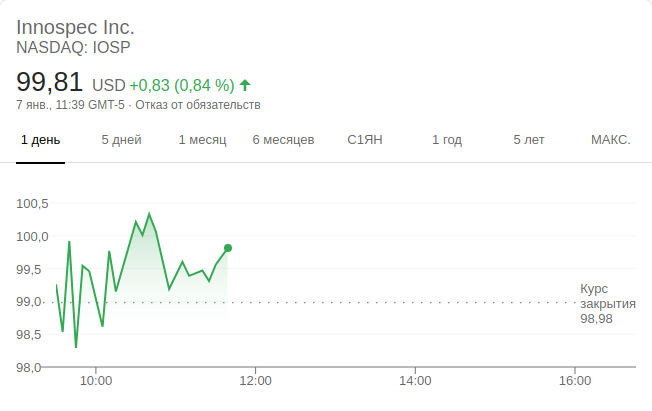 Innospec Inc.
NASDAQ: IOSP
99,81 USD +0,83 (0,84 %)
7 янв., 11:39 GMT-5 · Отказ от обязательств
1 день 5 дней 1 месяц 6 месяцев С1ЯН 1 год 5 лет МАКС.
100,5
100,0
99,5
99,0
98,5
98,0
Курс
закрытия
98,98
10:00 12:00 14:00 16:00